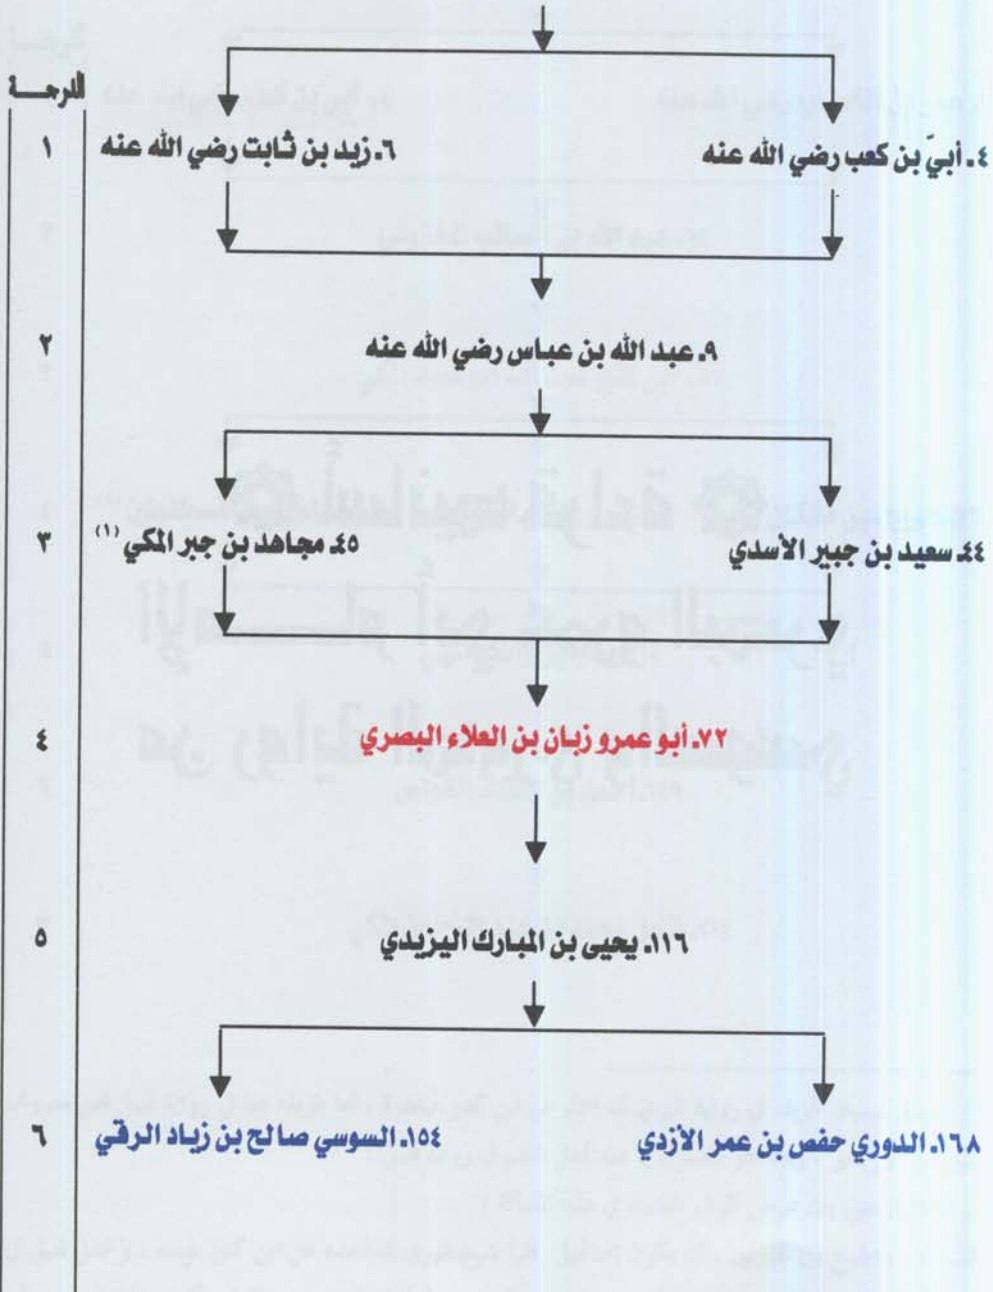 الدرجـــة
٤. أبيّ بن كعب رضي الله عنه
٦. زيد بن ثابت رضي الله عنه
١
٩. عبد الله بن عباس رضي الله عنه
٢
٤٤. سعيد بن جبير الأسدي
٤٥. مجاهد بن جبر المكي (١)
٣
٧٢. أبو عمرو زبان بن العلاء البصري
٤
١١٦. يحيى بن المبارك اليزيدي
٥
١٦٨. الدوري حفص بن عمر الأزدي
١٥٤. السوسي صالح بن زياد الرقي
٦